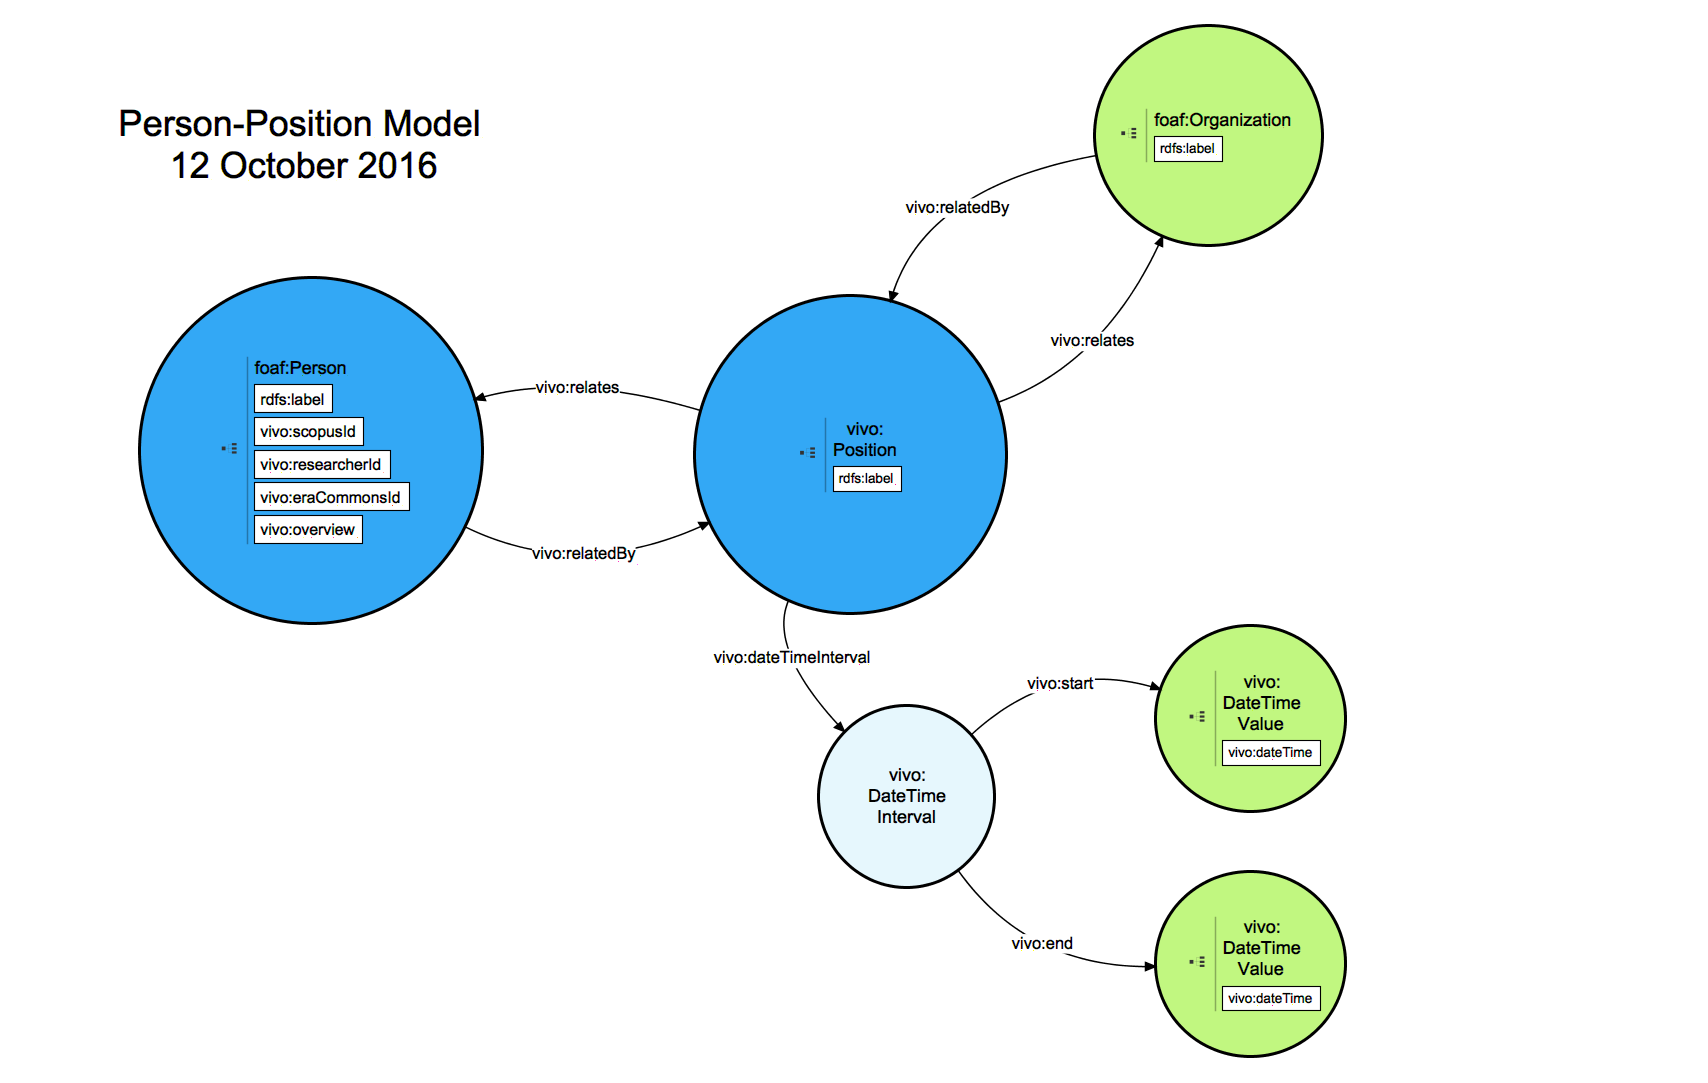 Person-Position Model
12 October 2016
foaf:Organization
rdfs:label
vivo:relatedBy
vivo:relates
foaf:Person
rdfs:label
vivo:scopusId
vivo:researcherId
vivo:eraCommonsId
vivo:overview
vivo:relates
vivo:relatedBy
vivo:
Position
rdfs:label
vivo:dateTimeInterval
vivo:
DateTime
Interval
vivo:start
vivo:
DateTime
Value
vivo:dateTime
vivo:end
vivo:
DateTime
Value
vivo:dateTime